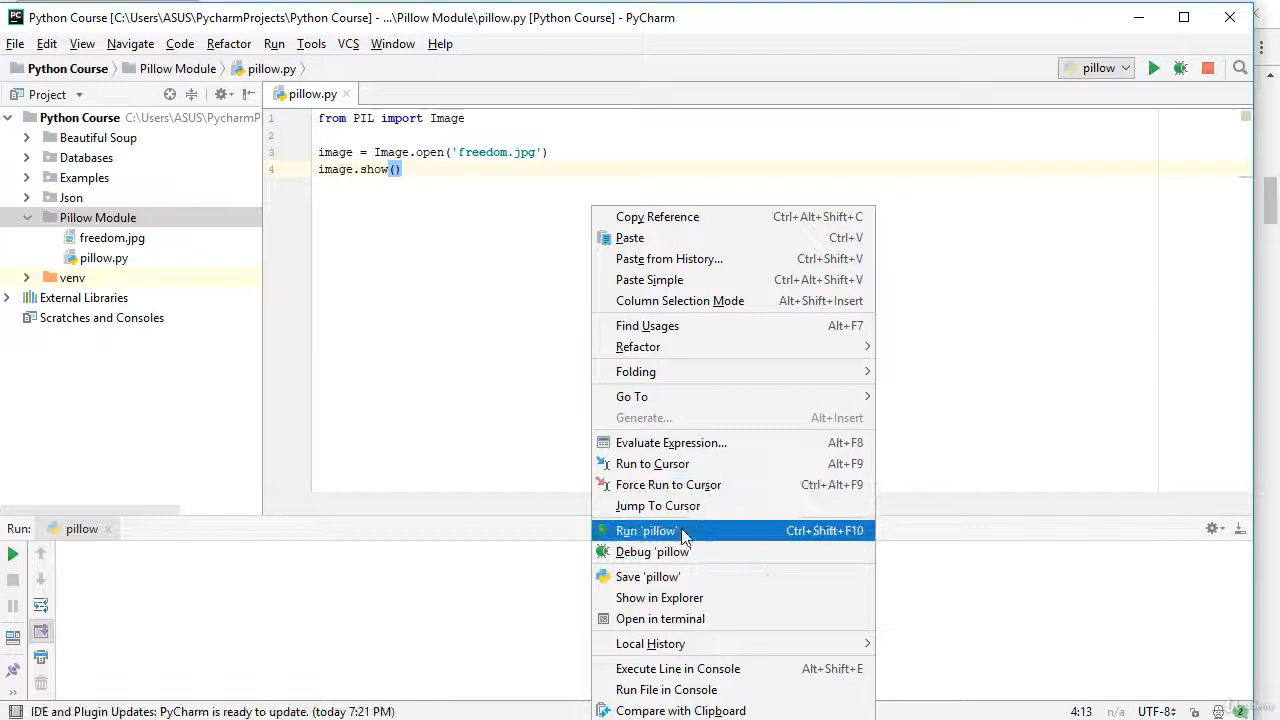 Python Course [C:\Users\ASUS\PycharmProjects\Python Course] - ...\Pillow Module\pillow.py [Python Course] - PyCharm
File Edit View Navigate Code Refactor Run Tools VCS Window Help
Python Course Pillow Module pillow.py pillow
Project pillow.py
Python Course C:\Users\ASUS\PycharmP
Beautiful Soup
Databases
Examples
Json
Pillow Module
freedom.jpg
pillow.py
venv
External Libraries
Scratches and Consoles
1 from PIL import Image
2
3 image = Image.open('freedom.jpg')
4 image.show()
Copy Reference Ctrl+Alt+Shift+C
Paste Ctrl+V
Paste from History... Ctrl+Shift+V
Paste Simple Ctrl+Alt+Shift+V
Column Selection Mode Alt+Shift+Insert
Find Usages Alt+F7
Refactor
Folding
Go To
Generate... Alt+Insert
Evaluate Expression... Alt+F8
Run to Cursor Alt+F9
Force Run to Cursor Ctrl+Alt+F9
Jump To Cursor
Run 'pillow' Ctrl+Shift+F10
Debug 'pillow'
Save 'pillow'
Show in Explorer
Open in terminal
Local History
Execute Line in Console Alt+Shift+E
Run File in Console
Compare with Clipboard
Run: pillow
IDE and Plugin Updates: PyCharm is ready to update. (today 7:21 PM) 4:13 n/a UTF-8 2